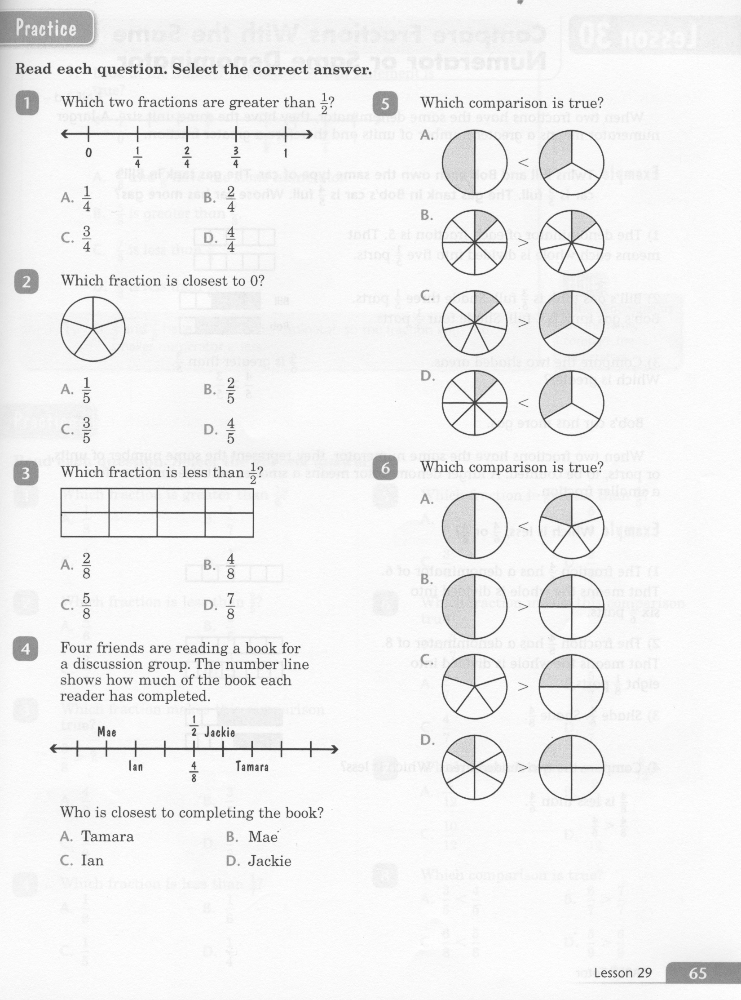 Practice
Read each question. Select the correct answer.
1 Which two fractions are greater than 1/2?
0 1/4 2/4 3/4 1
A. 1/4 B. 2/4
C. 3/4 D. 4/4
2 Which fraction is closest to 0?
A. 1/5 B. 2/5
C. 3/5 D. 4/5
3 Which fraction is less than 1/2?
A. 2/8 B. 4/8
C. 5/8 D. 7/8
4 Four friends are reading a book for
a discussion group. The number line
shows how much of the book each
reader has completed.
Mae 1/2 Jackie
Ian 4/8 Tamara
Who is closest to completing the book?
A. Tamara B. Mae
C. Ian D. Jackie
5 Which comparison is true?
A. <
B. >
C. >
D. <
6 Which comparison is true?
A. <
B. >
C. >
D. >
Lesson 29 65